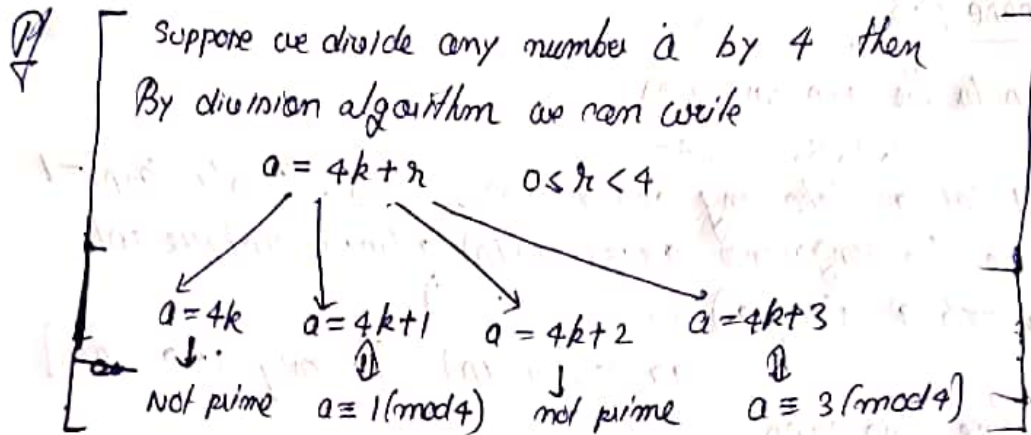 Suppose we divide any number a by 4 then
By division algorithm we can write
a = 4k + r 0 ≤ r < 4
a = 4k a = 4k+1 a = 4k+2 a = 4k+3
Not prime a ≡ 1 (mod 4) not prime a ≡ 3 (mod 4)